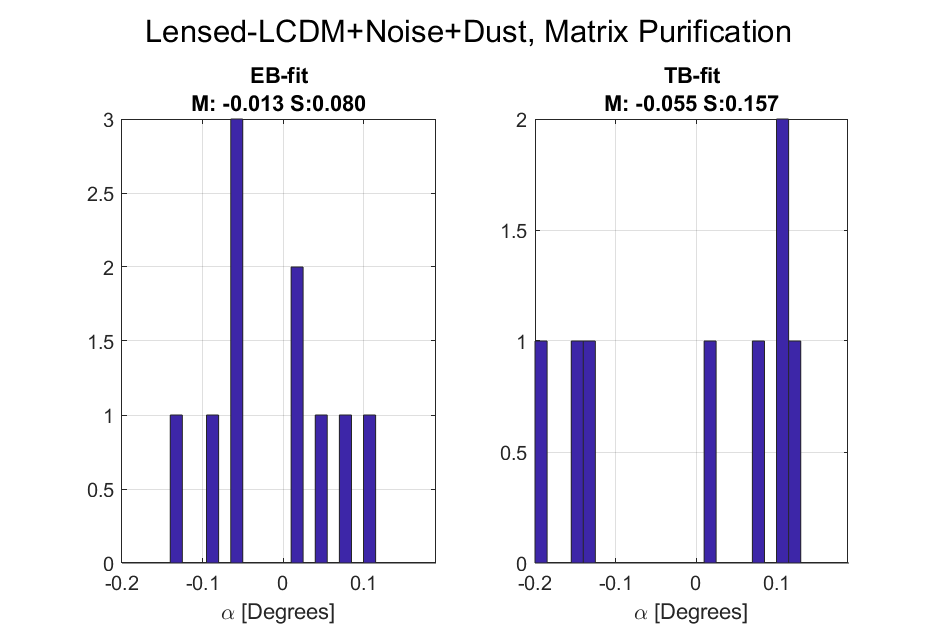 Lensed-LCDM+Noise+Dust, Matrix Purification
EB-fit
M: -0.013 S:0.080
3
2.5
2
1.5
1
0.5
0
-0.2
-0.1
0
0.1
α [Degrees]
TB-fit
M: -0.055 S:0.157
2
1.5
1
0.5
0
-0.2
-0.1
0
0.1
α [Degrees]